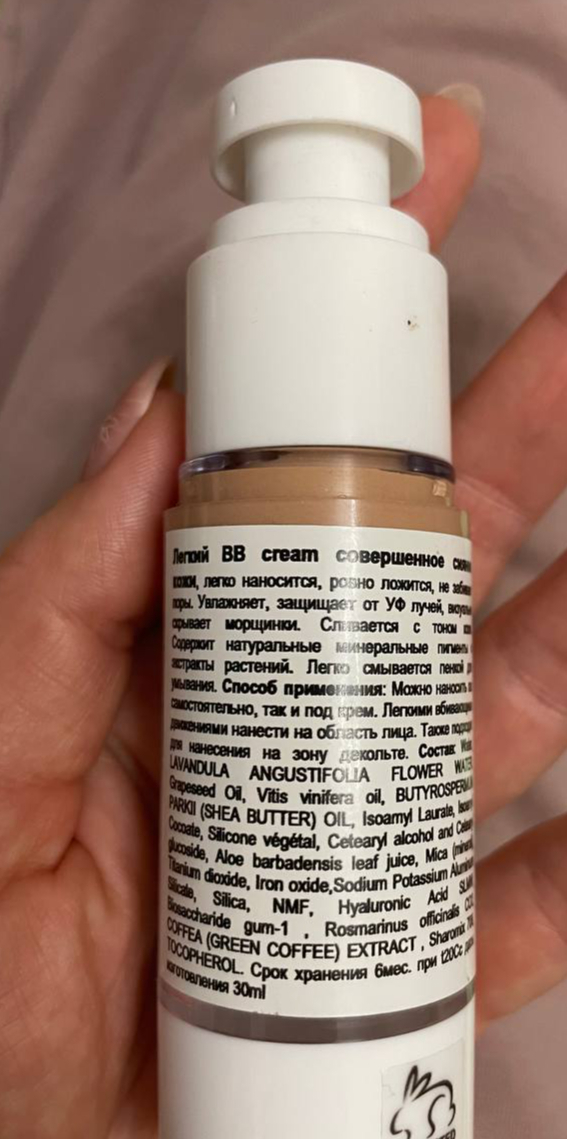 Легкий BB cream совершенное
кожи, легко наносится, ровно ложится, не
поры. Увлажняет, защищает от УФ лучей,
скрывает морщинки. Сливается с тоном
Содержит натуральные минеральные пигменты
экстракты растений. Легко смывается пенкой
умывания. Способ применения: Можно наносить
самостоятельно, так и под крем. Легкими
движениями нанести на область лица. Также
для нанесения на зону декольте. Состав:
LAVANDULA ANGUSTIFOLIA FLOWER WATER
Grapeseed Oil, Vitis vinifera oil,
PARKII (SHEA BUTTER) OIL, Isoamyl Laurate,
Cocoate, Silicone végétal, Cetearyl alcohol and
glucoside, Aloe barbadensis leaf juice, Mica
Titanium dioxide, Iron oxide,Sodium Potassium
Silicate, Silica, NMF, Hyaluronic Acid
Biosaccharide gum-1 , Rosmarinus officinalis
COFFEA (GREEN COFFEE) EXTRACT , Sharomix
TOCOPHEROL. Срок хранения 6мес. при t20Cс
изготовления 30ml